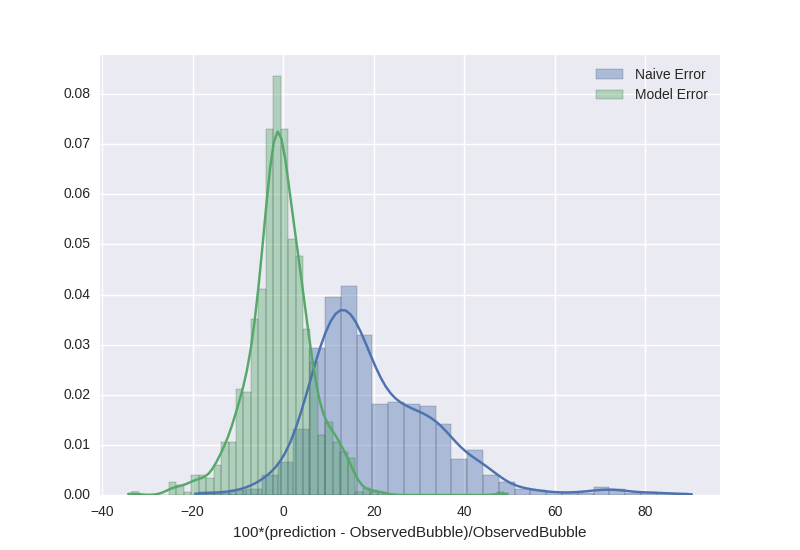 Naive Error
Model Error
0.08
0.07
0.06
0.05
0.04
0.03
0.02
0.01
0.00
−40 −20 0 20 40 60 80
100*(prediction - ObservedBubble)/ObservedBubble